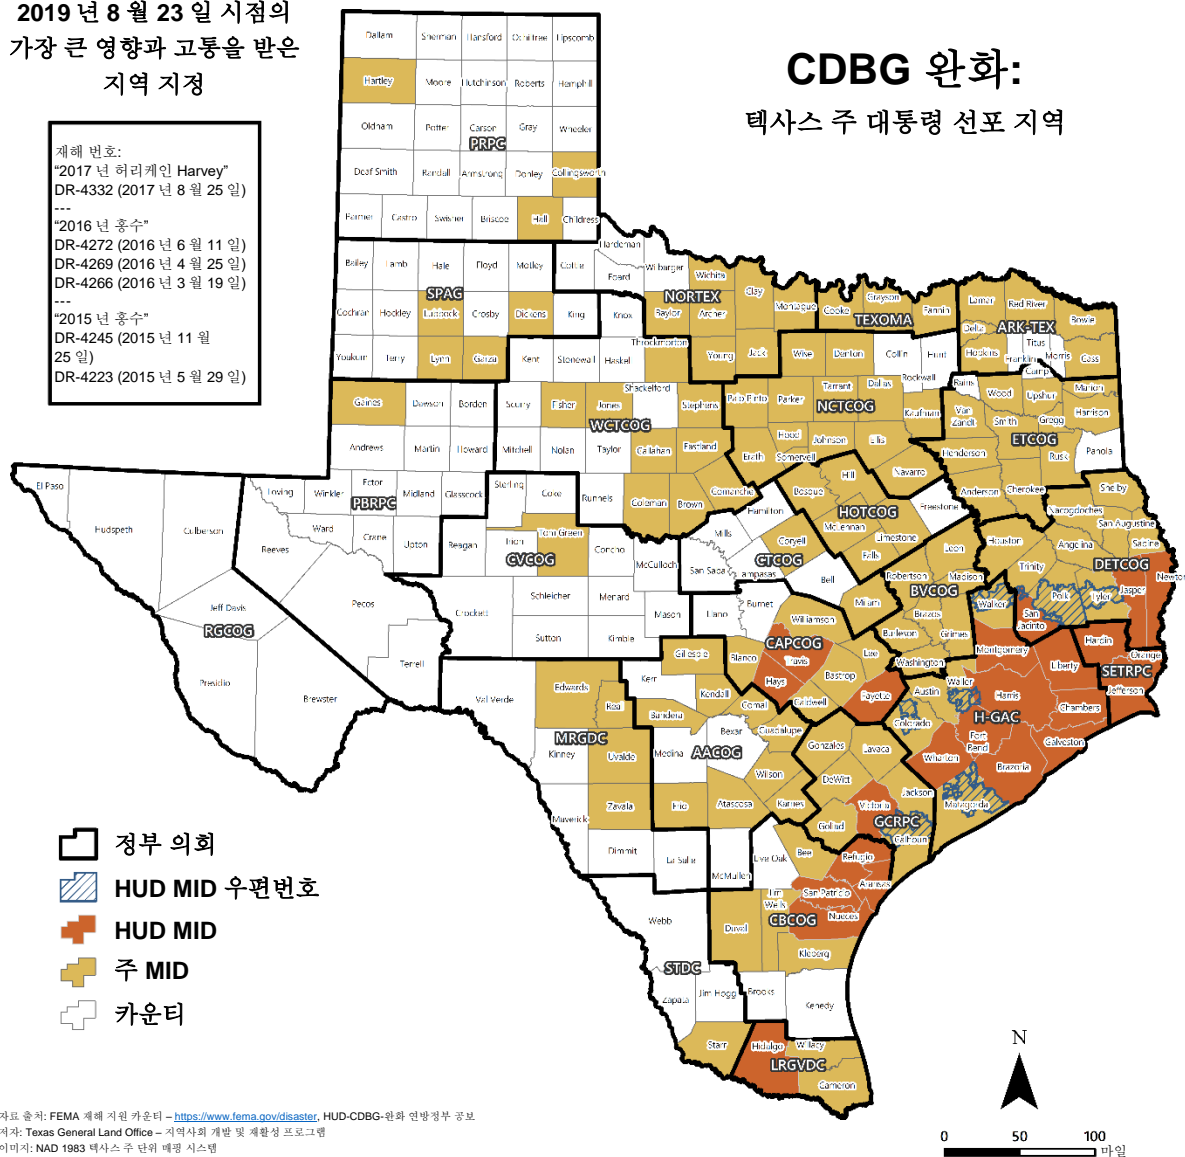 2019 년 8 월 23 일 시점의
가장 큰 영향과 고통을 받은
지역 지정
CDBG 완화:
텍사스 주 대통령 선포 지역
재해 번호:
“2017 년 허리케인 Harvey”
DR-4332 (2017 년 8 월 25 일)
---
“2016 년 홍수”
DR-4272 (2016 년 6 월 11 일)
DR-4269 (2016 년 4 월 25 일)
DR-4266 (2016 년 3 월 19 일)
---
“2015 년 홍수”
DR-4245 (2015 년 11 월
25 일)
DR-4223 (2015 년 5 월 29 일)
Dallam Sherman Hansford Ochiltree Lipscomb
Hartley Moore Hutchinson Roberts Hemphill
Oldham Potter Carson Gray Wheeler
PRPC
Deaf Smith Randall Armstrong Donley Collingsworth
Parmer Castro Swisher Briscoe Hall Childress
Hardeman
Bailey Lamb Hale Floyd Motley Cottle Foard Wilbarger Wichita
SPAG NORTEX
Clay Montague Cooke Grayson Fannin Lamar Red River Bowie
TEXOMA ARK-TEX
Cochran Hockley Lubbock Crosby Dickens King Knox Baylor Archer
Delta Titus Hopkins Franklin Morris Cass Camp
Yoakum Terry Lynn Garza Kent Stonewall Haskel Throckmorton Young Jack Wise Denton Collin Hunt
Rockwall Rains Wood Upshur Marion
Gaines Dawson Borden Scurry Fisher Jones Shackelford Stephens Palo Pinto Parker Tarrant Dallas Kaufman
WCTCOG NCTCOG ETCOG
Van
Zandt
Smith Gregg Harrison
Andrews Martin Howard Mitchell Nolan Taylor Callahan Eastland Erath Hood Somervell Johnson Ellis Henderson Rusk Panola
El Paso Hudspeth Culberson Loving Winkler Ector Midland Glasscock Sterling Coke Runnels Coleman Brown Comanche Bosque Hill Navarro Anderson Cherokee Shelby
PBRPC HOTCOG
Hamilton McLennan Limestone Freestone Nacogdoches San Augustine
Reeves Ward Crane Upton Reagan Irion Tom Green Concho McCulloch San Saba Mills Lampasas Coryell Falls Leon Houston Angelina Sabine
CVCOG CTCOG DETCOG
Bell Robertson Madison Trinity Polk Tyler Jasper Newton
BVCOG
Jeff Davis Pecos Crockett Schleicher Menard Mason Llano Burnet Williamson Milam Brazos Walker
San
Jacinto
RGCOG CAPCOG
Sutton Kimble Burleson Grimes Montgomery Hardin Orange
Presidio Brewster Terrell Gillespie Blanco Travis Lee Washington Liberty
SETRPC
Val Verde Edwards Real Kerr Kendall Hays Bastrop Fayette Austin Waller Harris Chambers Jefferson
Bandera Comal Caldwell Colorado H-GAC
MRGDC Bexar Guadalupe Gonzales Lavaca
Fort
Bend
Galveston
Kinney Uvalde Medina AACOG Wilson DeWitt Wharton Brazoria
Maverick Zavala Frio Atascosa Karnes Victoria Jackson Matagorda
Goliad GCRPC Calhoun
Dimmit La Salle McMullen Live Oak Bee Refugio
San Patricio Aransas
Webb Duval
Jim
Wells
CBCOG Nueces
Kleberg
STDC
Zapata Jim Hogg Brooks Kenedy
Starr Hidalgo Willacy
LRGVDC
Cameron
정부 의회
HUD MID 우편번호
HUD MID
주 MID
카운티
N
0 50 100
마일
자료 출처: FEMA 재해 지원 카운티 – https://www.fema.gov/disaster, HUD-CDBG-완화 연방정부 공보
저자: Texas General Land Office – 지역사회 개발 및 재활성 프로그램
이미지: NAD 1983 텍사스 주 단위 매핑 시스템